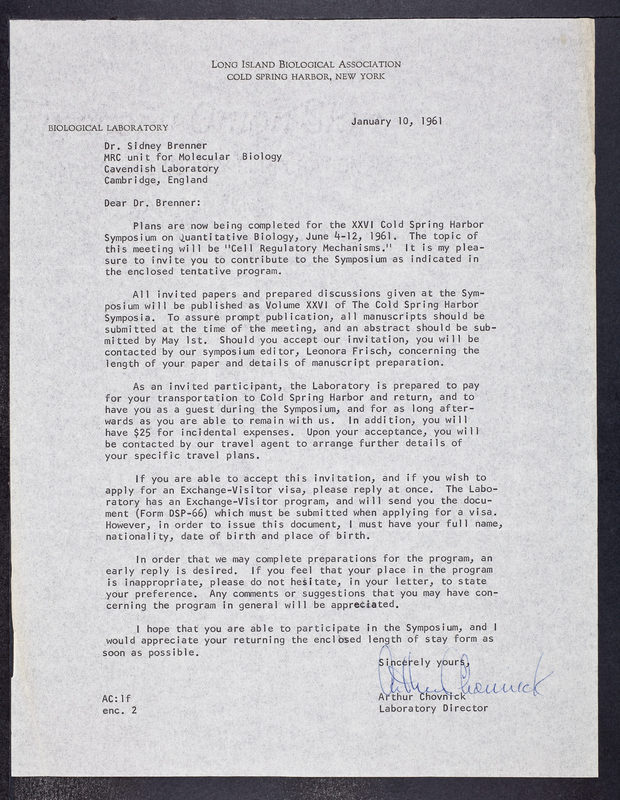 LONG ISLAND BIOLOGICAL ASSOCIATION
COLD SPRING HARBOR, NEW YORK
BIOLOGICAL LABORATORY
January 10, 1961
Dr. Sidney Brenner
MRC unit for Molecular Biology
Cavendish Laboratory
Cambridge, England
Dear Dr. Brenner:
Plans are now being completed for the XXVI Cold Spring Harbor
Symposium on Quantitative Biology, June 4-12, 1961. The topic of
this meeting will be "Cell Regulatory Mechanisms." It is my plea-
sure to invite you to contribute to the Symposium as indicated in
the enclosed tentative program.
All invited papers and prepared discussions given at the Sym-
posium will be published as Volume XXVI of The Cold Spring Harbor
Symposia. To assure prompt publication, all manuscripts should be
submitted at the time of the meeting, and an abstract should be sub-
mitted by May 1st. Should you accept our invitation, you will be
contacted by our symposium editor, Leonora Frisch, concerning the
length of your paper and details of manuscript preparation.
As an invited participant, the Laboratory is prepared to pay
for your transportation to Cold Spring Harbor and return, and to
have you as a guest during the Symposium, and for as long after-
wards as you are able to remain with us. In addition, you will
have $25 for incidental expenses. Upon your acceptance, you will
be contacted by our travel agent to arrange further details of
your specific travel plans.
If you are able to accept this invitation, and if you wish to
apply for an Exchange-Visitor visa, please reply at once. The Labo-
ratory has an Exchange-Visitor program, and will send you the docu-
ment (Form DSP-66) which must be submitted when applying for a visa.
However, in order to issue this document, I must have your full name,
nationality, date of birth and place of birth.
In order that we may complete preparations for the program, an
early reply is desired. If you feel that your place in the program
is inappropriate, please do not hesitate, in your letter, to state
your preference. Any comments or suggestions that you may have con-
cerning the program in general will be appreciated.
I hope that you are able to participate in the Symposium, and I
would appreciate your returning the enclosed length of stay form as
soon as possible.
Sincerely yours,
Arthur Chovnick
Arthur Chovnick
Laboratory Director
AC:lf
enc. 2